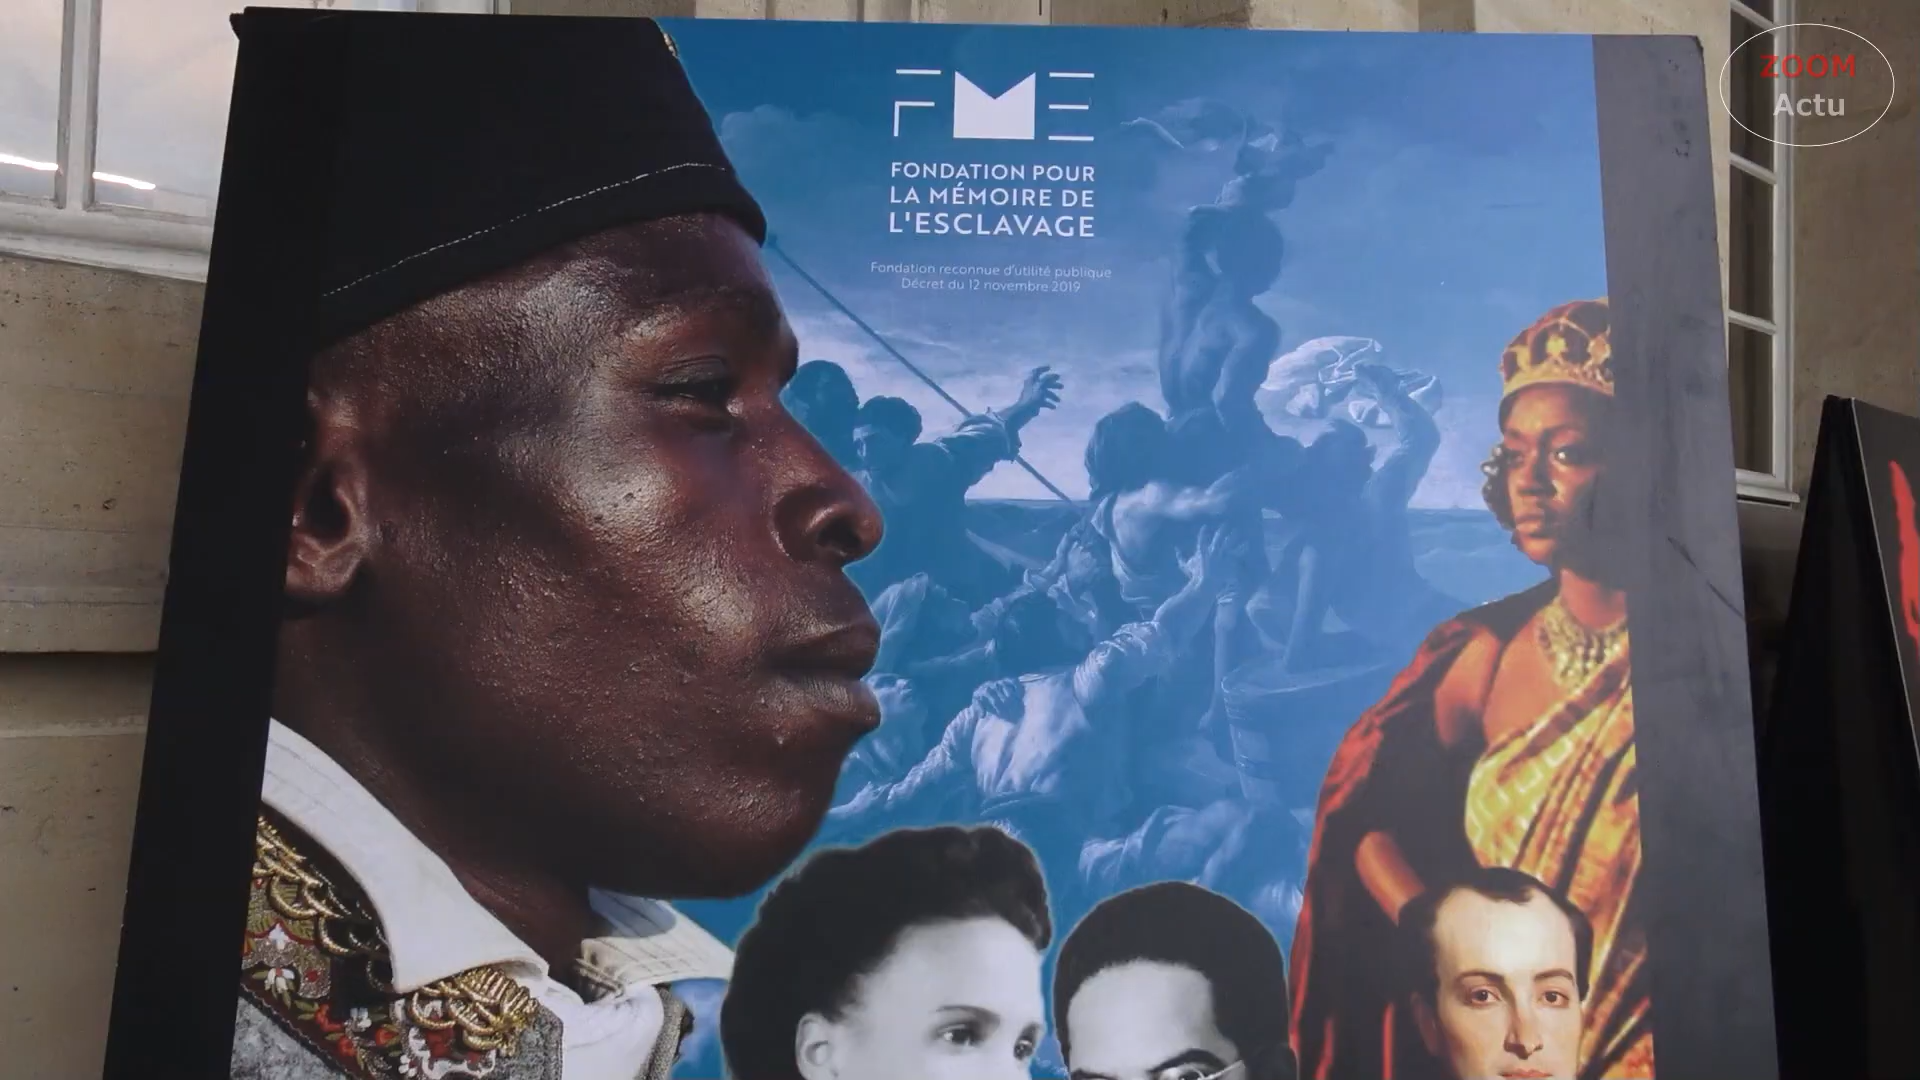 FME
FONDATION POUR
LA MÉMOIRE DE
L'ESCLAVAGE
Fondation reconnue d'utilité publique
Décret du 12 novembre 2019
ZOOM
Actu